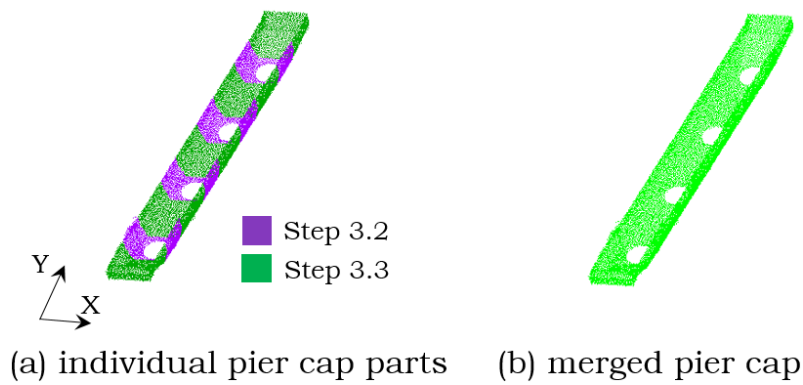 Step 3.2
Step 3.3
Y
X
(a) individual pier cap parts
(b) merged pier cap